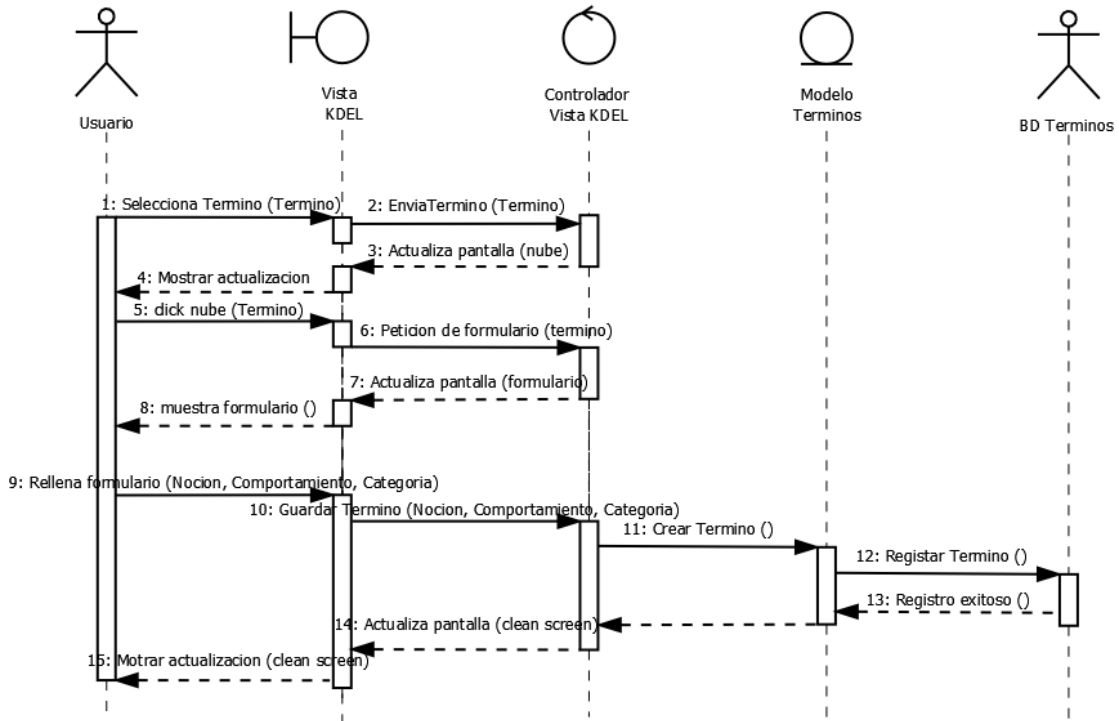 Usuario
Vista
KDEL
Controlador
Vista KDEL
Modelo
Terminos
BD Terminos
1: Selecciona Termino (Termino)
2: EnviaTermino (Termino)
3: Actualiza pantalla (nube)
4: Mostrar actualizacion
5: click nube (Termino)
6: Peticion de formulario (termino)
7: Actualiza pantalla (formulario)
8: muestra formulario ()
9: Rellena formulario (Nocion, Comportamiento, Categoria)
10: Guardar Termino (Nocion, Comportamiento, Categoria)
11: Crear Termino ()
12: Registar Termino ()
13: Registro exitoso ()
14: Actualiza pantalla (clean screen)
15: Motrar actualizacion (clean screen)